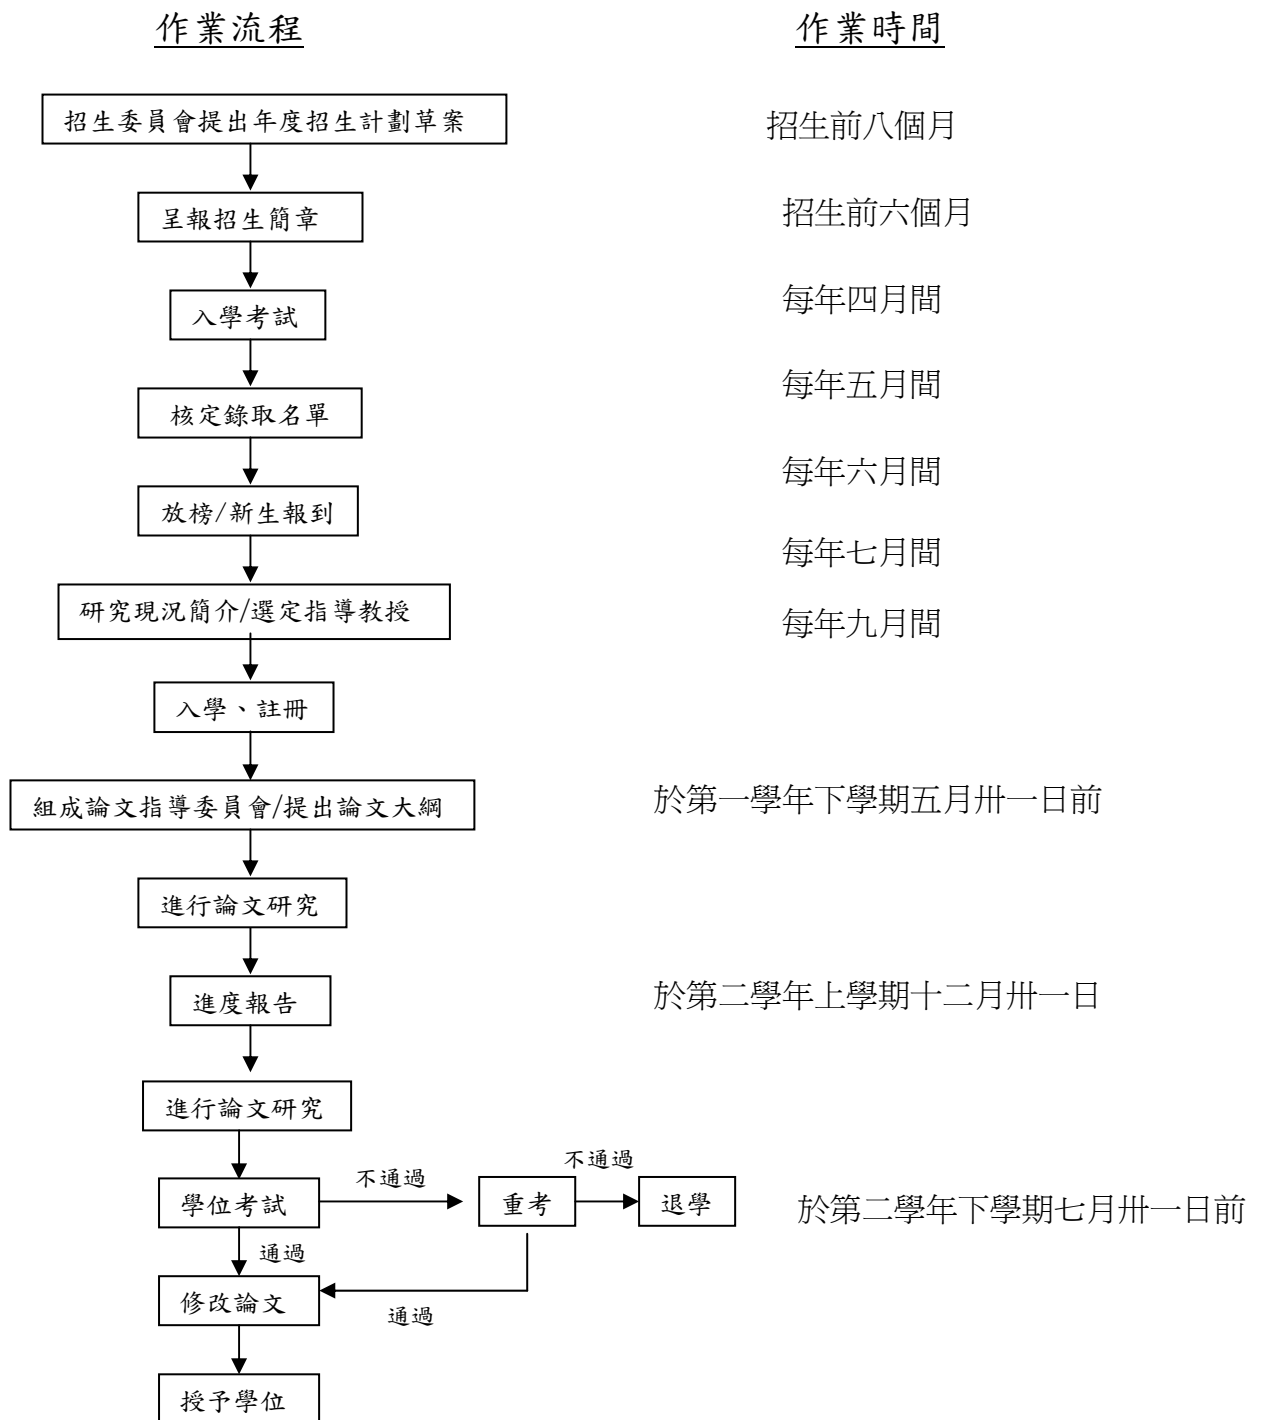 作業流程 作業時間
招生委員會提出年度招生計劃草案 招生前八個月
呈報招生簡章 招生前六個月
入學考試 每年四月間
核定錄取名單 每年五月間
放榜/新生報到 每年六月間
每年七月間
研究現況簡介/選定指導教授 每年九月間
入學、註冊
組成論文指導委員會/提出論文大綱 於第一學年下學期五月卅一日前
進行論文研究
進度報告 於第二學年上學期十二月卅一日
進行論文研究
不通過 不通過
學位考試 重考 退學 於第二學年下學期七月卅一日前
通過
修改論文 通過
授予學位